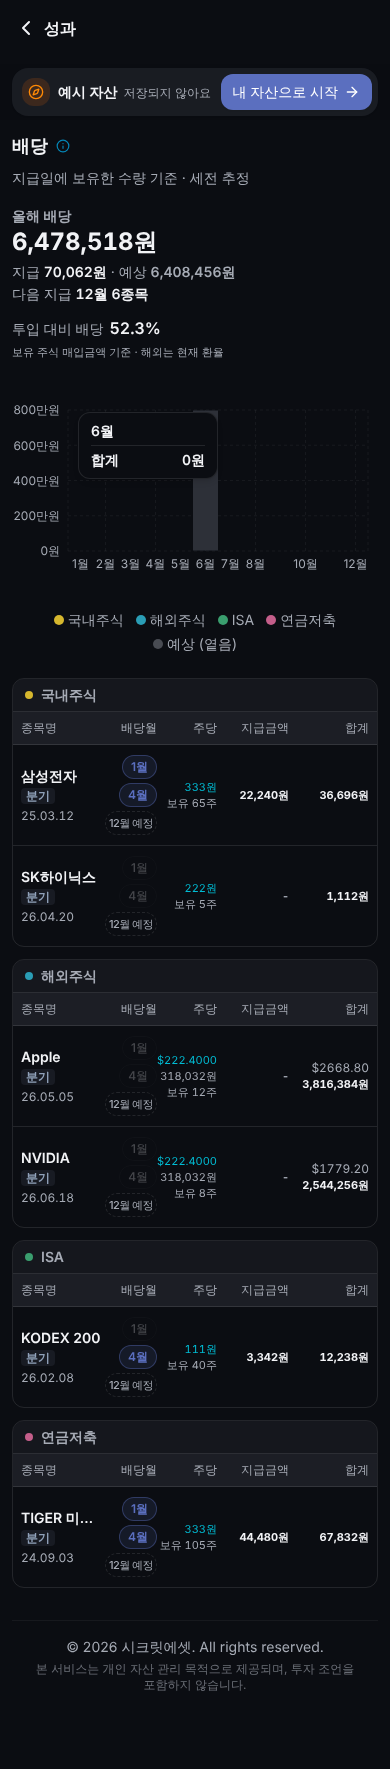 성과
예시 자산 저장되지 않아요 내 자산으로 시작
배당
지급일에 보유한 수량 기준 · 세전 추정
올해 배당
6,478,518원
지급 70,062원 · 예상 6,408,456원
다음 지급 12월 6종목
투입 대비 배당 52.3%
보유 주식 매입금액 기준 · 해외는 현재 환율
800만원
600만원
400만원
200만원
0원
6월
합계 0원
1월 2월 3월 4월 5월 6월 7월 8월 10월 12월
국내주식 해외주식 ISA 연금저축
예상 (옅음)
국내주식
종목명 배당월 주당 지급금액 합계
삼성전자
분기
25.03.12
1월
4월
12월 예정
333원
보유 65주
22,240원
36,696원
SK하이닉스
분기
26.04.20
1월
4월
12월 예정
222원
보유 5주
-
1,112원
해외주식
종목명 배당월 주당 지급금액 합계
Apple
분기
26.05.05
1월
4월
12월 예정
$222.4000
318,032원
보유 12주
-
$2668.80
3,816,384원
NVIDIA
분기
26.06.18
1월
4월
12월 예정
$222.4000
318,032원
보유 8주
-
$1779.20
2,544,256원
ISA
종목명 배당월 주당 지급금액 합계
KODEX 200
분기
26.02.08
1월
4월
12월 예정
111원
보유 40주
3,342원
12,238원
연금저축
종목명 배당월 주당 지급금액 합계
TIGER 미...
분기
24.09.03
1월
4월
12월 예정
333원
보유 105주
44,480원
67,832원
© 2026 시크릿에셋. All rights reserved.
본 서비스는 개인 자산 관리 목적으로 제공되며, 투자 조언을
포함하지 않습니다.